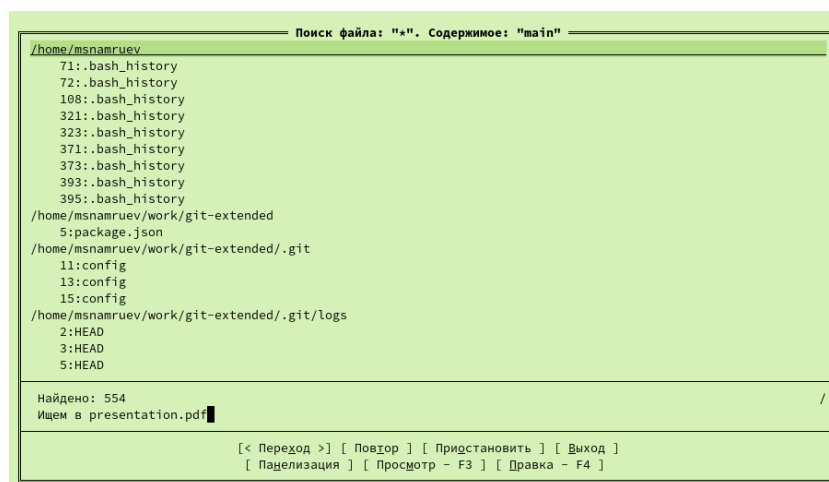 Поиск файла: "*". Содержимое: "main"
/home/msnamruev
71:.bash_history
72:.bash_history
108:.bash_history
321:.bash_history
323:.bash_history
371:.bash_history
373:.bash_history
393:.bash_history
395:.bash_history
/home/msnamruev/work/git-extended
5:package.json
/home/msnamruev/work/git-extended/.git
11:config
13:config
15:config
/home/msnamruev/work/git-extended/.git/logs
2:HEAD
3:HEAD
5:HEAD
Найдено: 554 /
Ищем в presentation.pdf
[< Переход >] [ Повтор ] [ Приостановить ] [ Выход ]
[ Панелизация ] [ Просмотр - F3 ] [ Правка - F4 ]